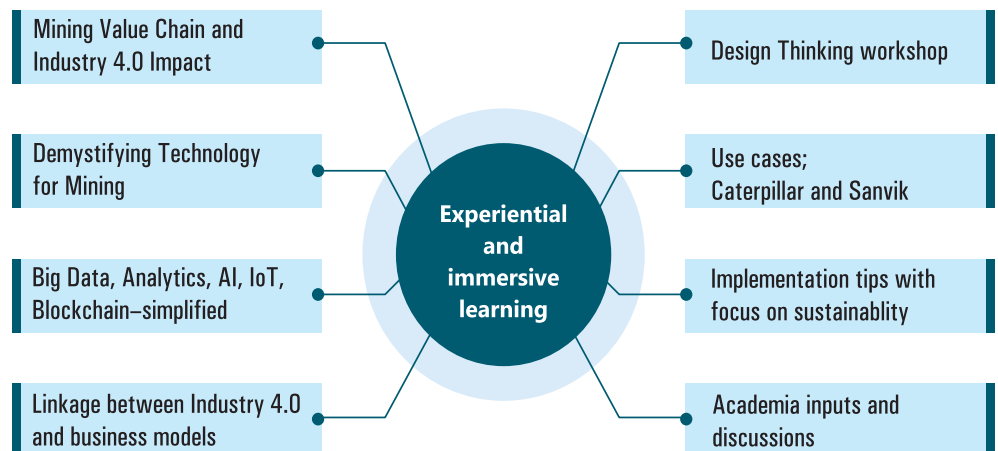 Mining Value Chain and
Industry 4.0 Impact
Demystifying Technology
for Mining
Big Data, Analytics, AI, IoT,
Blockchain–simplified
Linkage between Industry 4.0
and business models
Experiential
and
immersive
learning
Design Thinking workshop
Use cases;
Caterpillar and Sanvik
Implementation tips with
focus on sustainablity
Academia inputs and
discussions